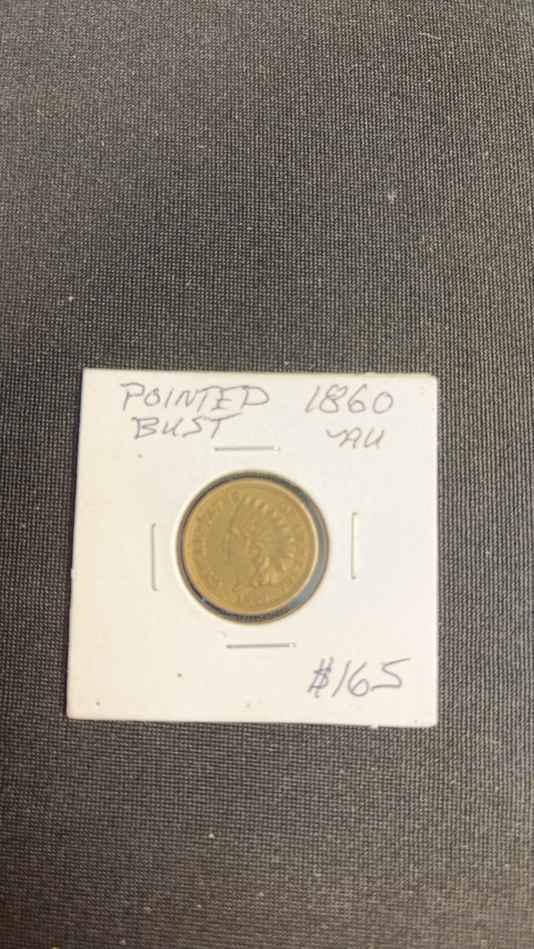 POINTED 1860
BUST AU
$165